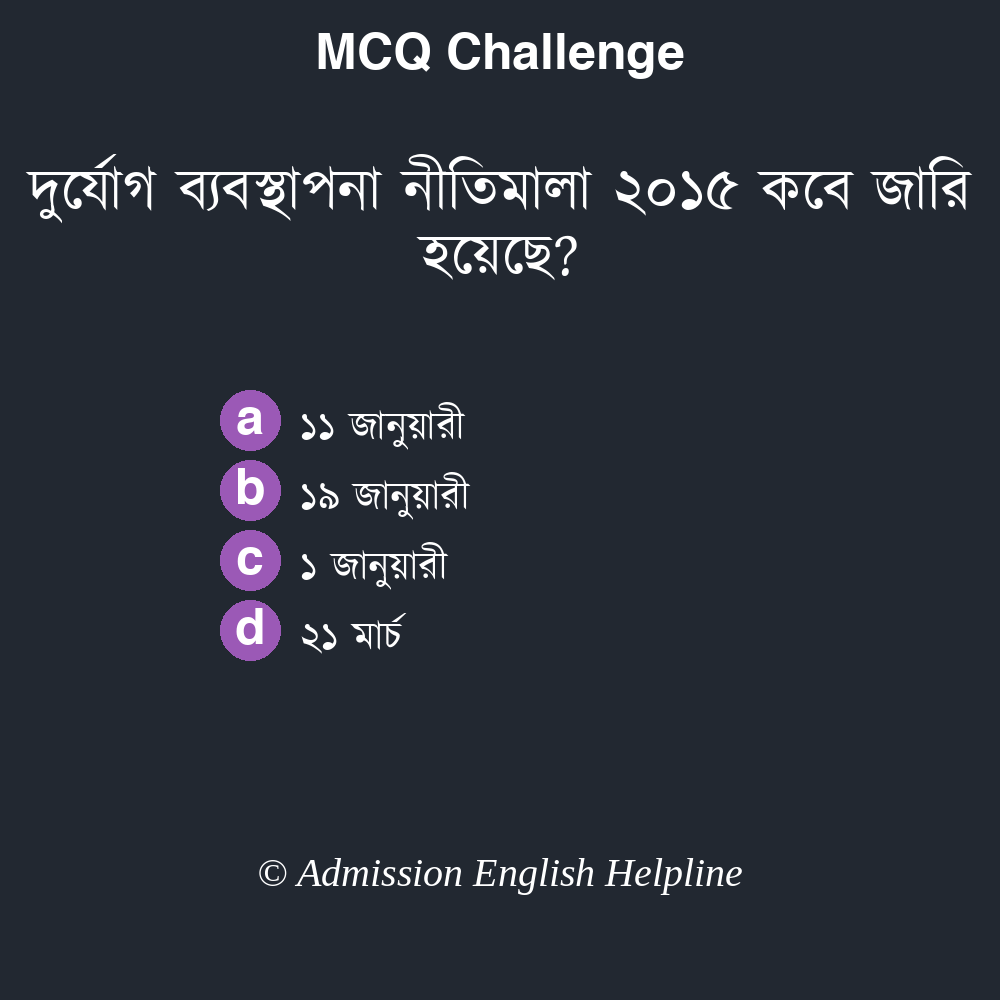 MCQ Challenge
দুর্যোগ ব্যবস্থাপনা নীতিমালা ২০১৫ কবে জারি
হয়েছে?
a ১১ জানুয়ারী
b ১৯ জানুয়ারী
c ১ জানুয়ারী
d ২১ মার্চ
© Admission English Helpline